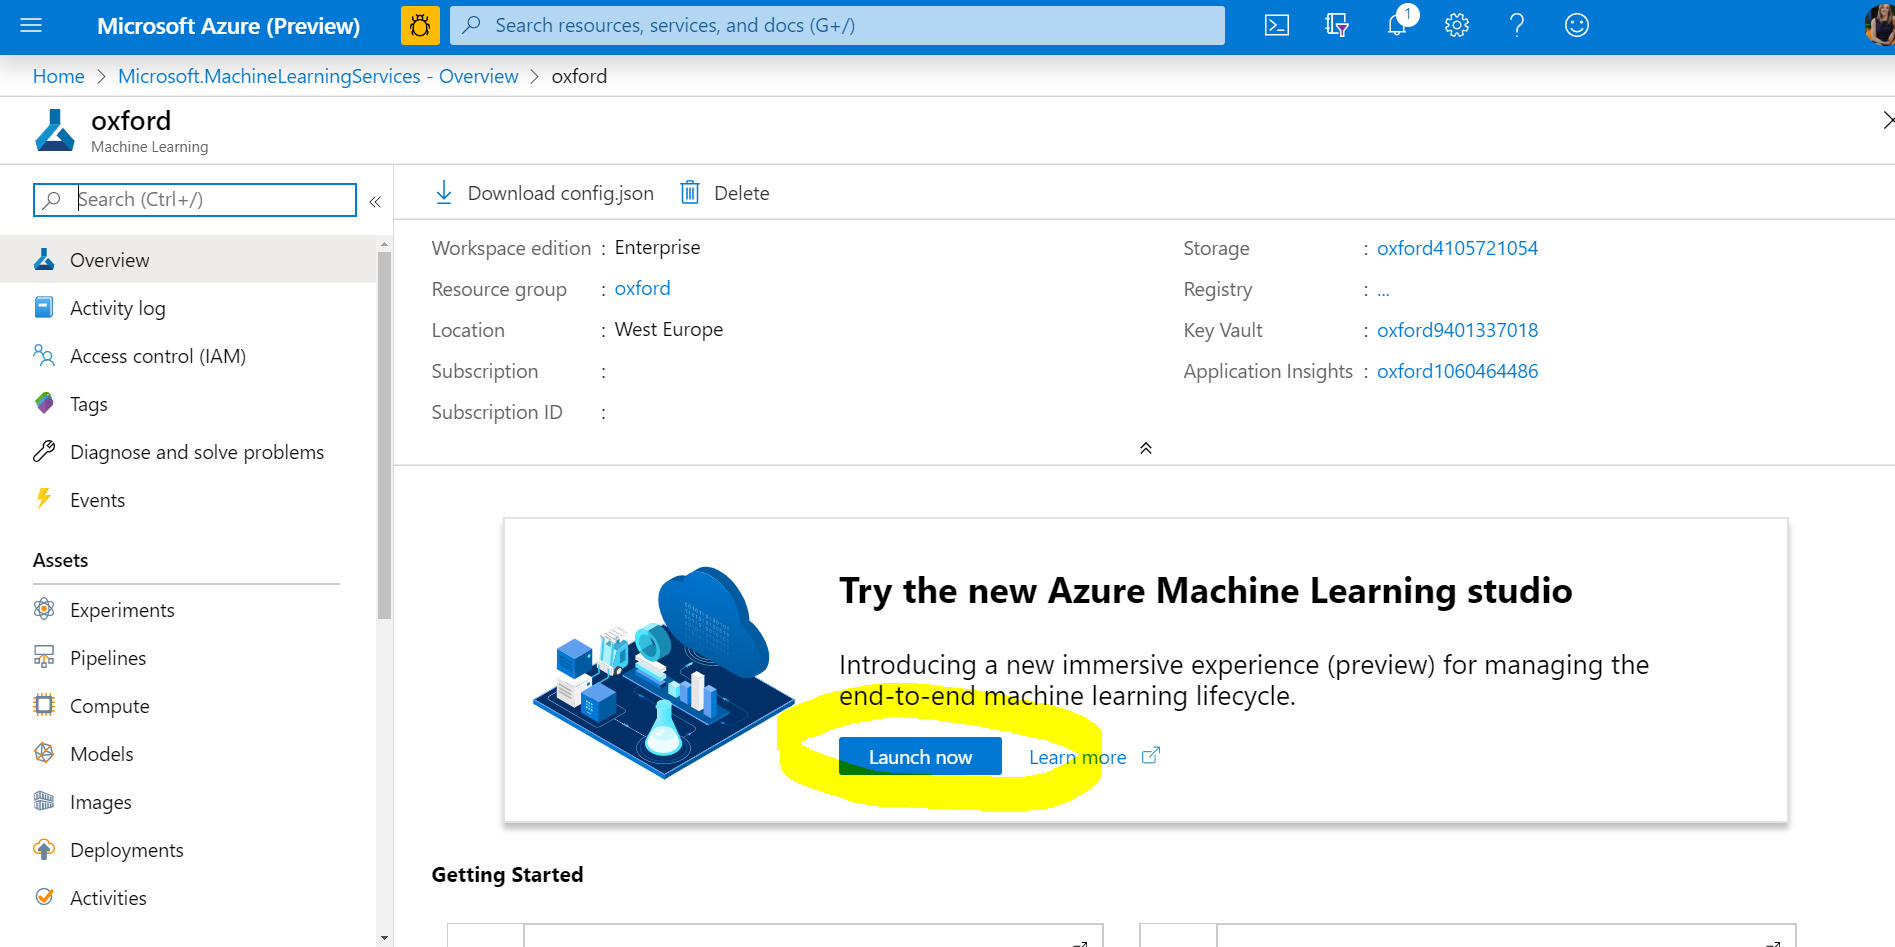 Microsoft Azure (Preview)
Search resources, services, and docs (G+/)
1
Home > Microsoft.MachineLearningServices - Overview > oxford
oxford
Machine Learning
Search (Ctrl+/)
«
Overview
Activity log
Access control (IAM)
Tags
Diagnose and solve problems
Events
Assets
Experiments
Pipelines
Compute
Models
Images
Deployments
Activities
Download config.json
Delete
Workspace edition : Enterprise
Resource group : oxford
Location : West Europe
Subscription :
Subscription ID :
Storage : oxford4105721054
Registry : ...
Key Vault : oxford9401337018
Application Insights : oxford1060464486
Try the new Azure Machine Learning studio
Introducing a new immersive experience (preview) for managing the
end-to-end machine learning lifecycle.
Launch now
Learn more
Getting Started